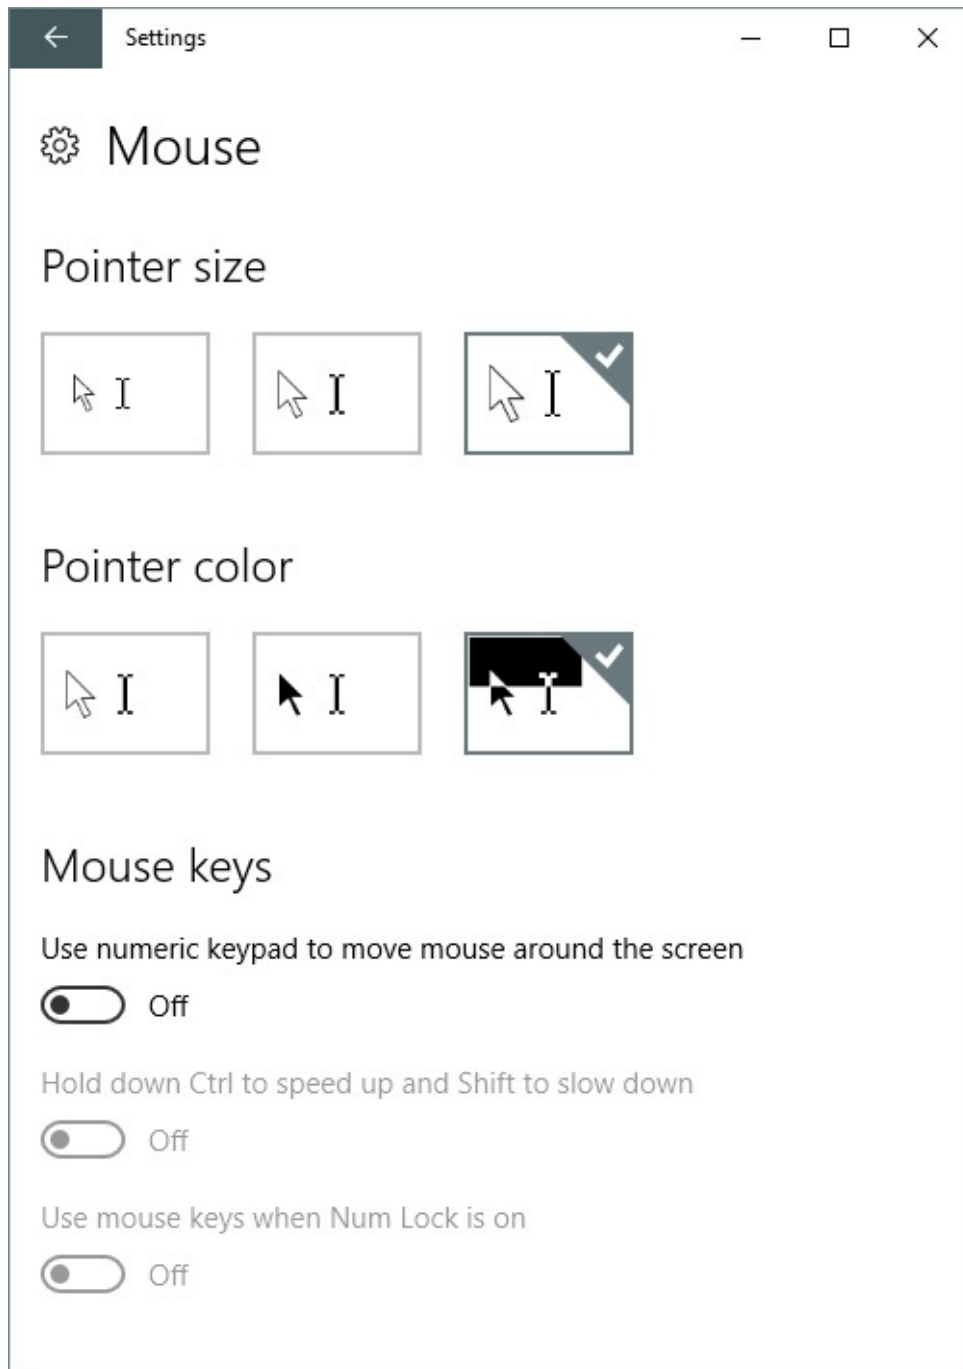 Settings
Mouse
Pointer size
Pointer color
Mouse keys
Use numeric keypad to move mouse around the screen
Off
Hold down Ctrl to speed up and Shift to slow down
Off
Use mouse keys when Num Lock is on
Off